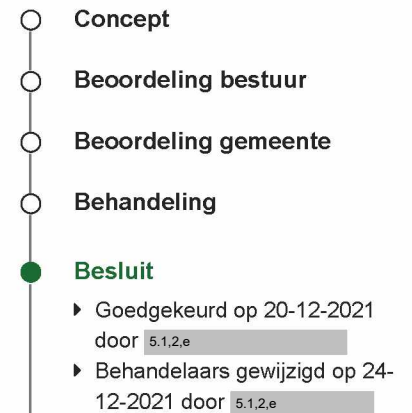 Concept
Beoordeling bestuur
Beoordeling gemeente
Behandeling
Besluit
Goedgekeurd op 20-12-2021
door 5.1,2,e
Behandelaars gewijzigd op 24-
12-2021 door 5.1,2,e